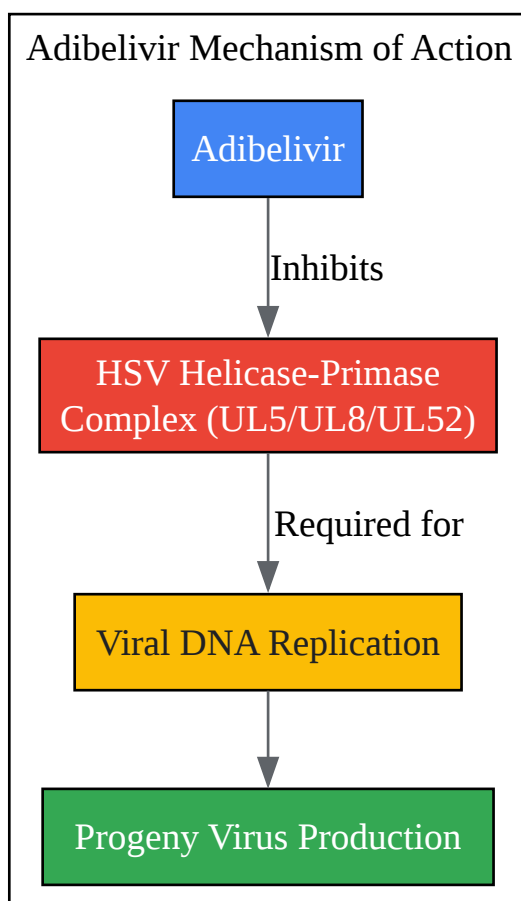 Adibelivir Mechanism of Action
Adibelivir
Inhibits
HSV Helicase-Primase
Complex (UL5/UL8/UL52)
Required for
Viral DNA Replication
Progeny Virus Production